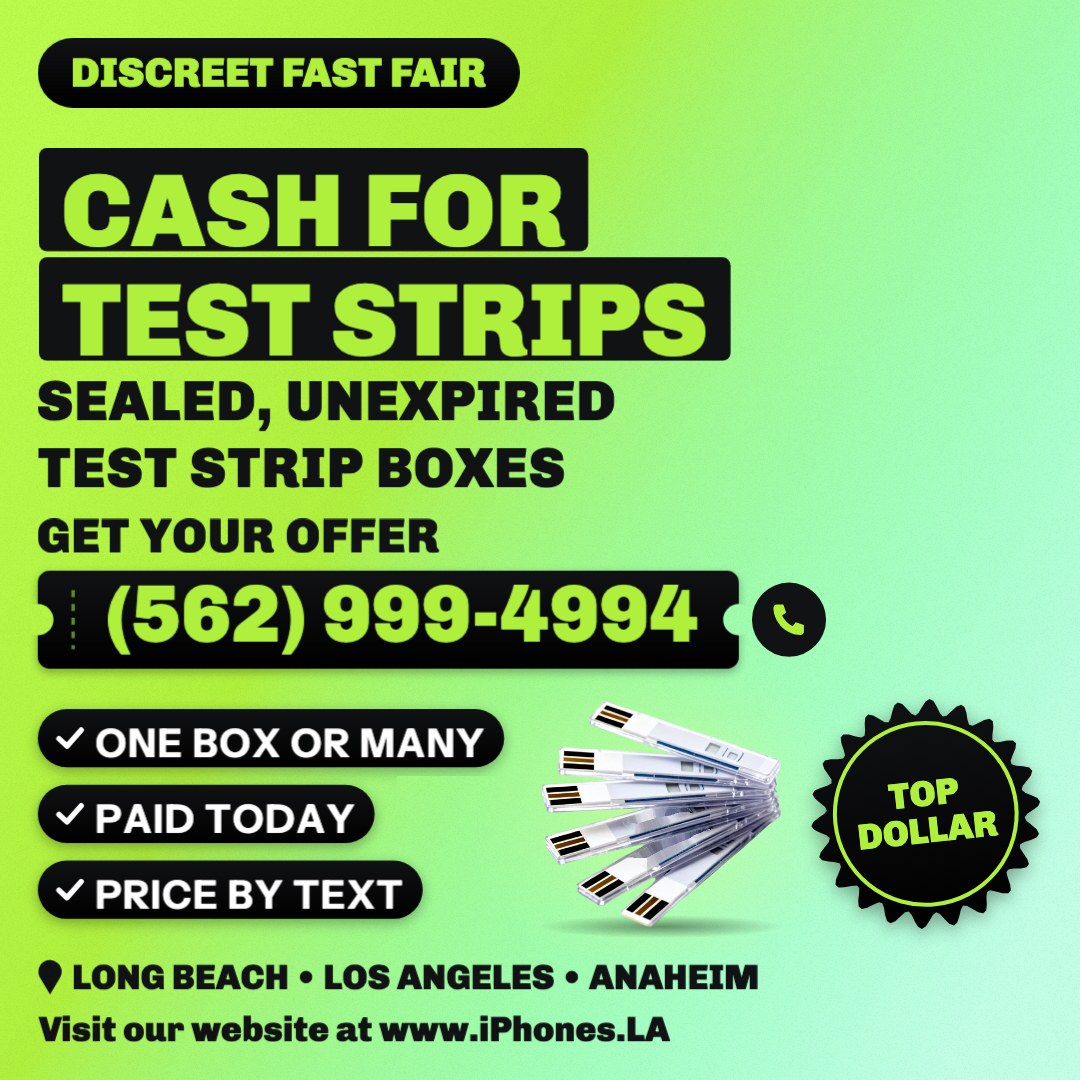 DISCREET FAST FAIR
CASH FOR
TEST STRIPS
SEALED, UNEXPIRED
TEST STRIP BOXES
GET YOUR OFFER
(562) 999-4994
ONE BOX OR MANY
PAID TODAY
PRICE BY TEXT
TOP
DOLLAR
LONG BEACH • LOS ANGELES • ANAHEIM
Visit our website at www.iPhones.LA